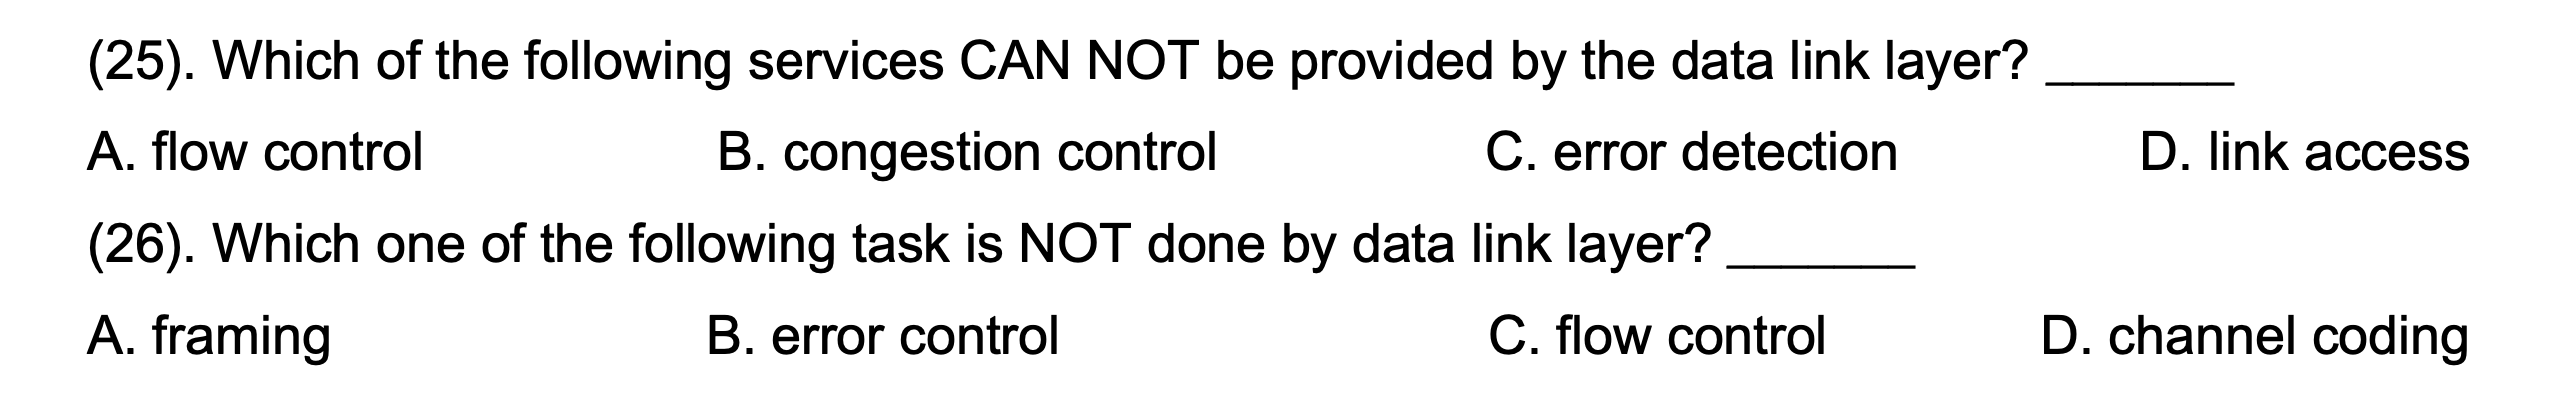 (25). Which of the following services CAN NOT be provided by the data link layer? _______
A. flow control B. congestion control C. error detection D. link access
(26). Which one of the following task is NOT done by data link layer? _______
A. framing B. error control C. flow control D. channel coding